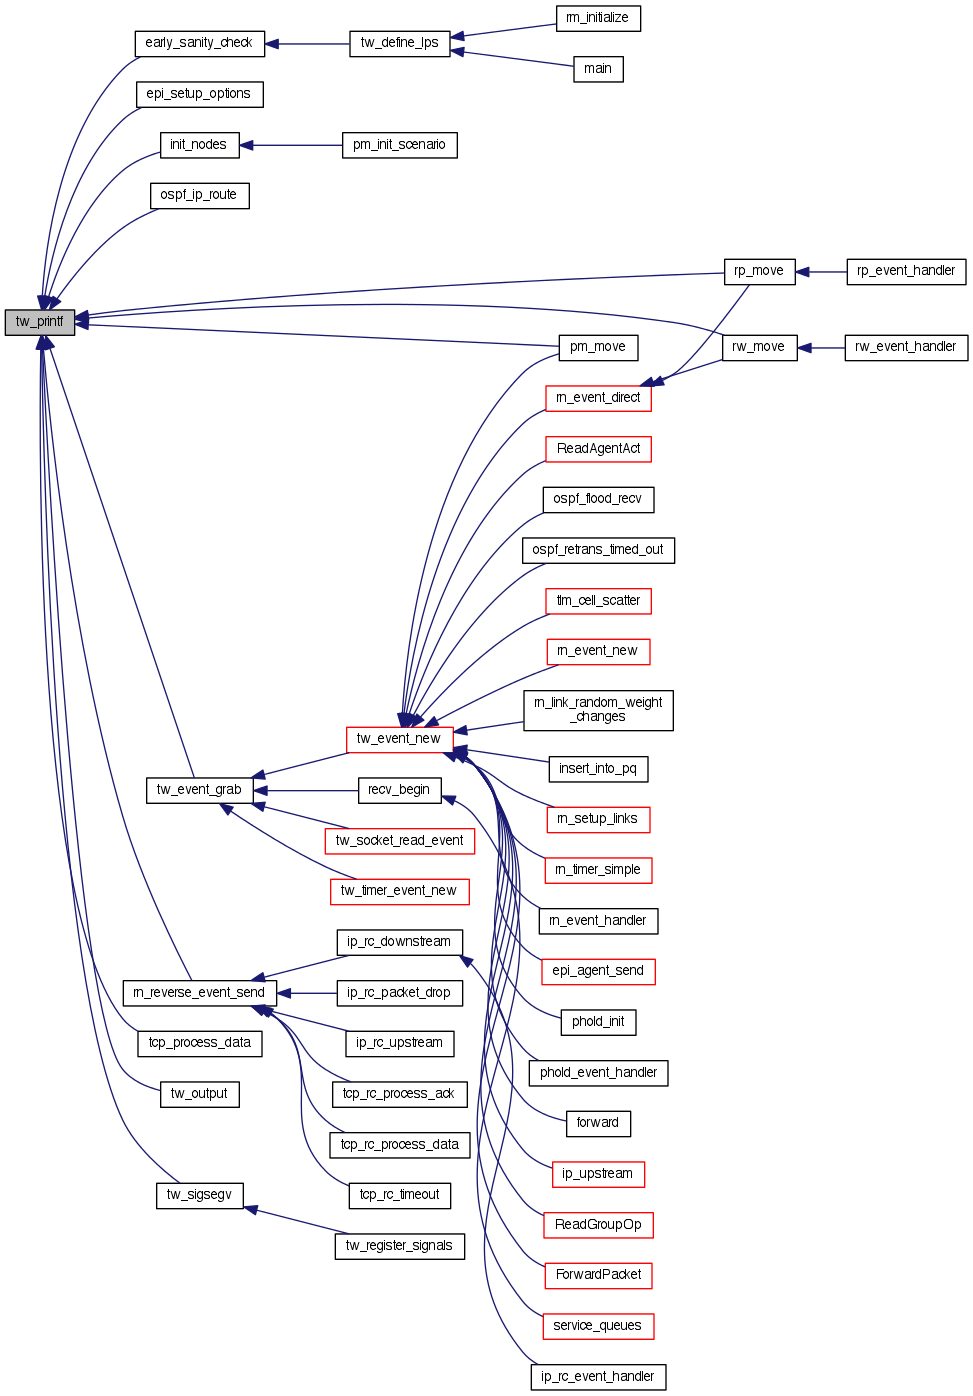 rm_initialize
early_sanity_check
tw_define_lps
main
epi_setup_options
init_nodes
pm_init_scenario
ospf_ip_route
rp_move
rp_event_handler
tw_printf
pm_move
rw_move
rw_event_handler
rn_event_direct
ReadAgentAct
ospf_flood_recv
ospf_retrans_timed_out
tlm_cell_scatter
rn_event_new
rn_link_random_weight
_changes
tw_event_new
insert_into_pq
tw_event_grab
recv_begin
rn_setup_links
tw_socket_read_event
rn_timer_simple
tw_timer_event_new
rn_event_handler
ip_rc_downstream
epi_agent_send
rn_reverse_event_send
ip_rc_packet_drop
phold_init
tcp_process_data
ip_rc_upstream
phold_event_handler
tw_output
tcp_rc_process_ack
forward
tcp_rc_process_data
ip_upstream
tw_sigsegv
tcp_rc_timeout
ReadGroupOp
tw_register_signals
ForwardPacket
service_queues
ip_rc_event_handler